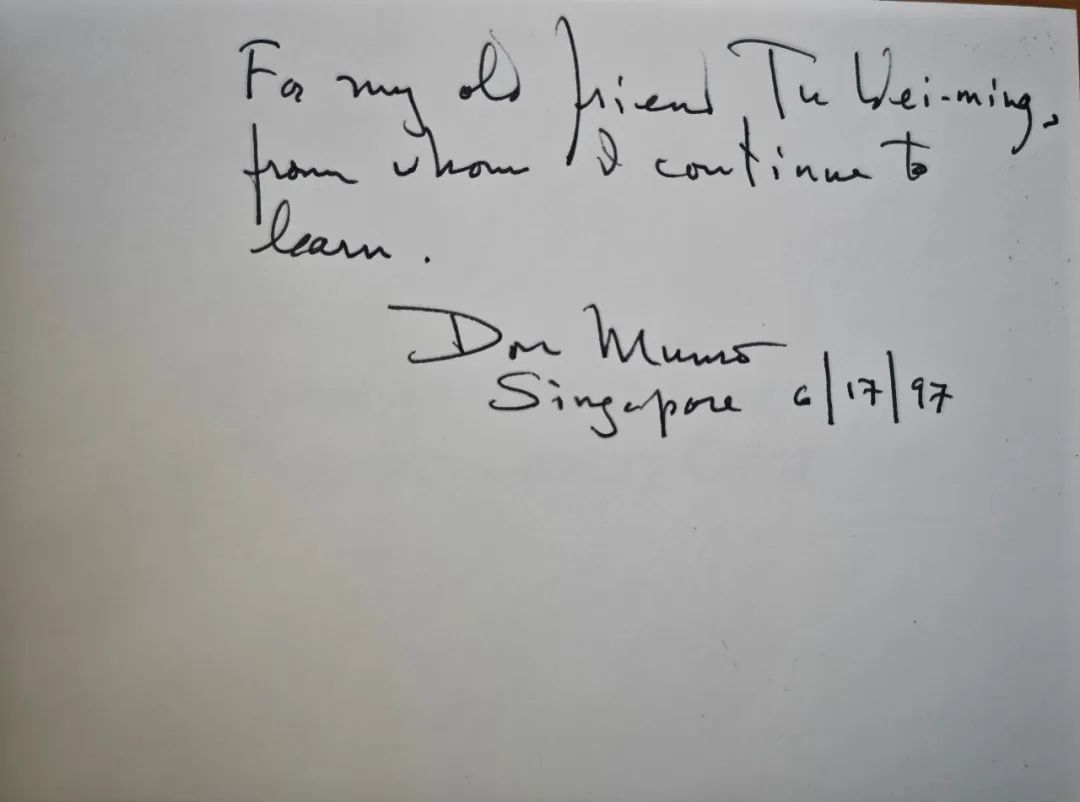 For my old friend Tu Wei-ming,
from whom I continue to
learn.
Don Munro
Singapore 6/17/97